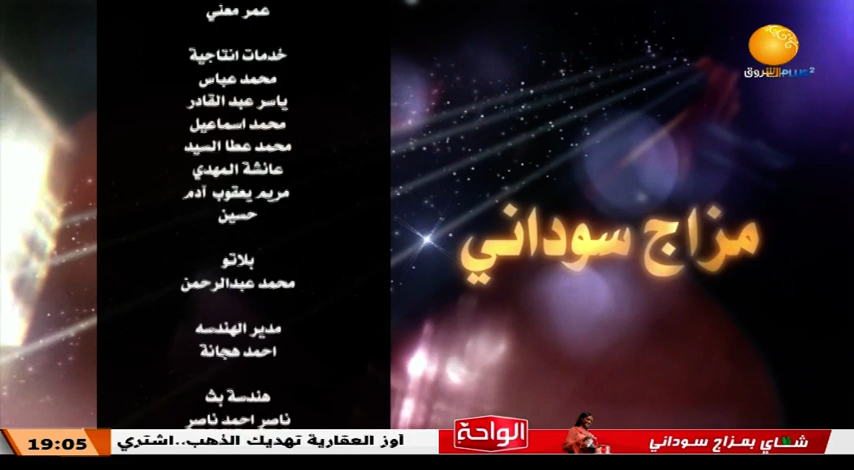 عمر معني
خدمات انتاجية
محمد عباس
ياسر عبد القادر
محمد اسماعيل
محمد عطا السيد
عائشة المهدي
مريم يعقوب آدم
حسين
بلاتو
محمد عبدالرحمن
مدير الهندسه
احمد هجانة
هندسة بث
ناصر احمد ناصر
الشروق PLUS2
مزاج سوداني
شاي بمزاج سوداني
الواحة
أوز العقارية تهديك الذهب..اشتري
19:05